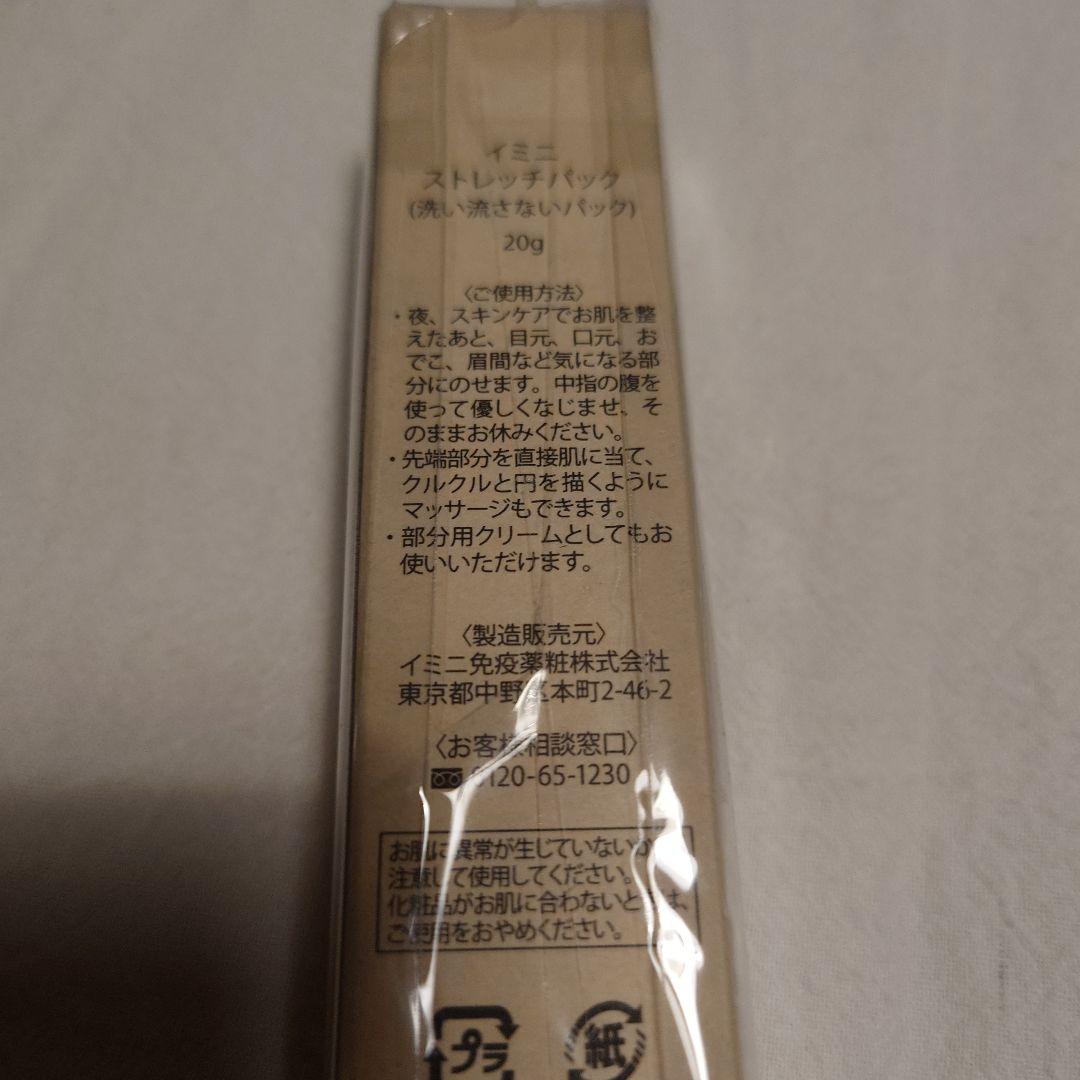 イミニ
ストレッチパック
(洗い流さないパック)
20g
〈ご使用方法〉
・夜、スキンケアでお肌を整
えたあと、目元、口元、お
でこ、眉間など気になる部
分にのせます。中指の腹を
使って優しくなじませ、そ
のままお休みください。
・先端部分を直接肌に当て、
クルクルと円を描くように
マッサージもできます。
・部分用クリームとしてもお
使いいただけます。
〈製造販売元〉
イミニ免疫薬粧株式会社
東京都中野区本町2-46-2
〈お客様相談窓口〉
0120-65-1230
お肌に異常が生じていないか
注意して使用してください。
化粧品がお肌に合わないときは、
ご使用をおやめください。
プラ
紙